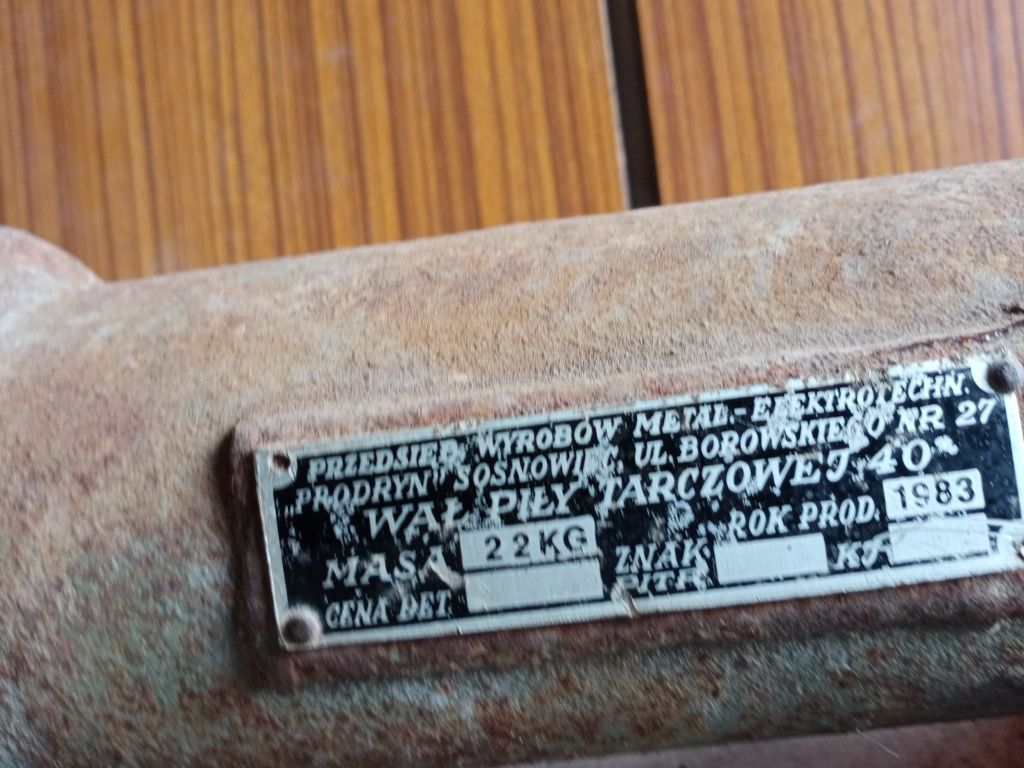 PRZEDSIĘB. WYROBÓW METAL-ELEKTROTECHN.
„PRODRYN" SOSNOWIEC, UL. BOROWSKIEGO NR 27
WAŁ PIŁY TARCZOWEJ 40
MASA 22KG ZNAK ROK PROD. 1983
CENA DET.